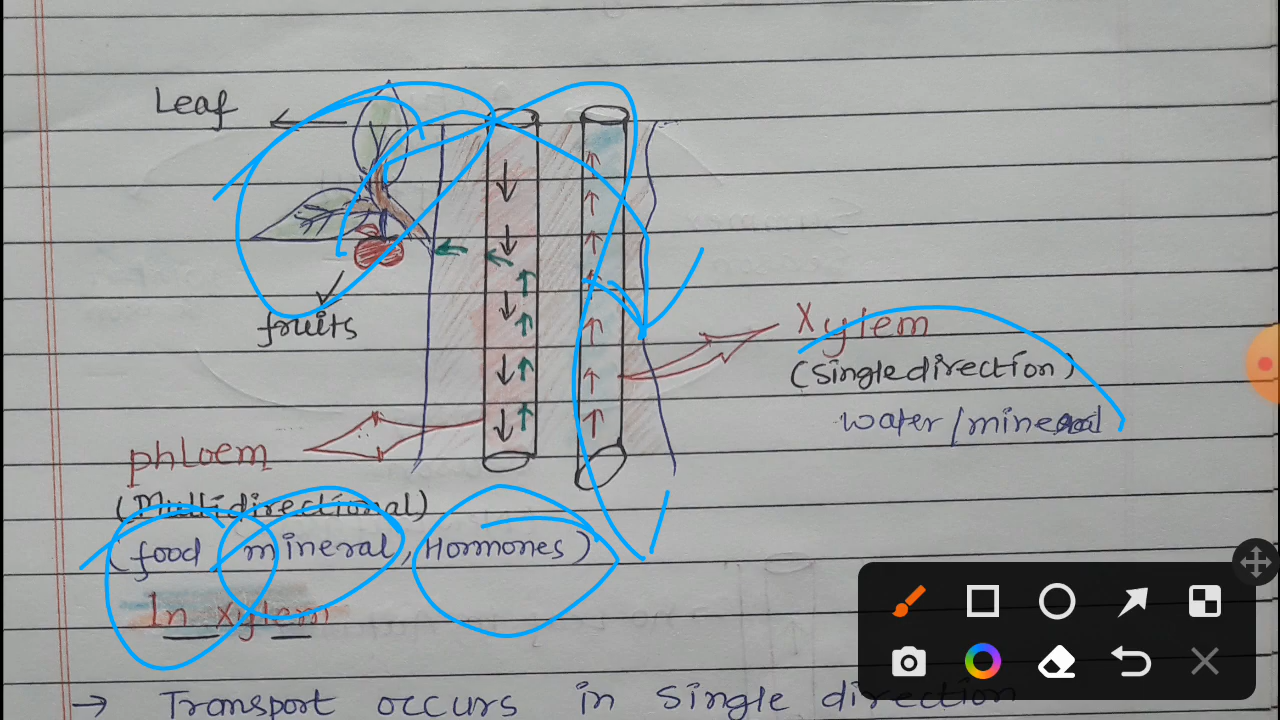 Leaf
fruits
Xylem
(Single direction)
water/mineral
phloem
(Multidirectional)
(food mineral, Hormones)
In Xylem
→ Transport occurs in Single direction